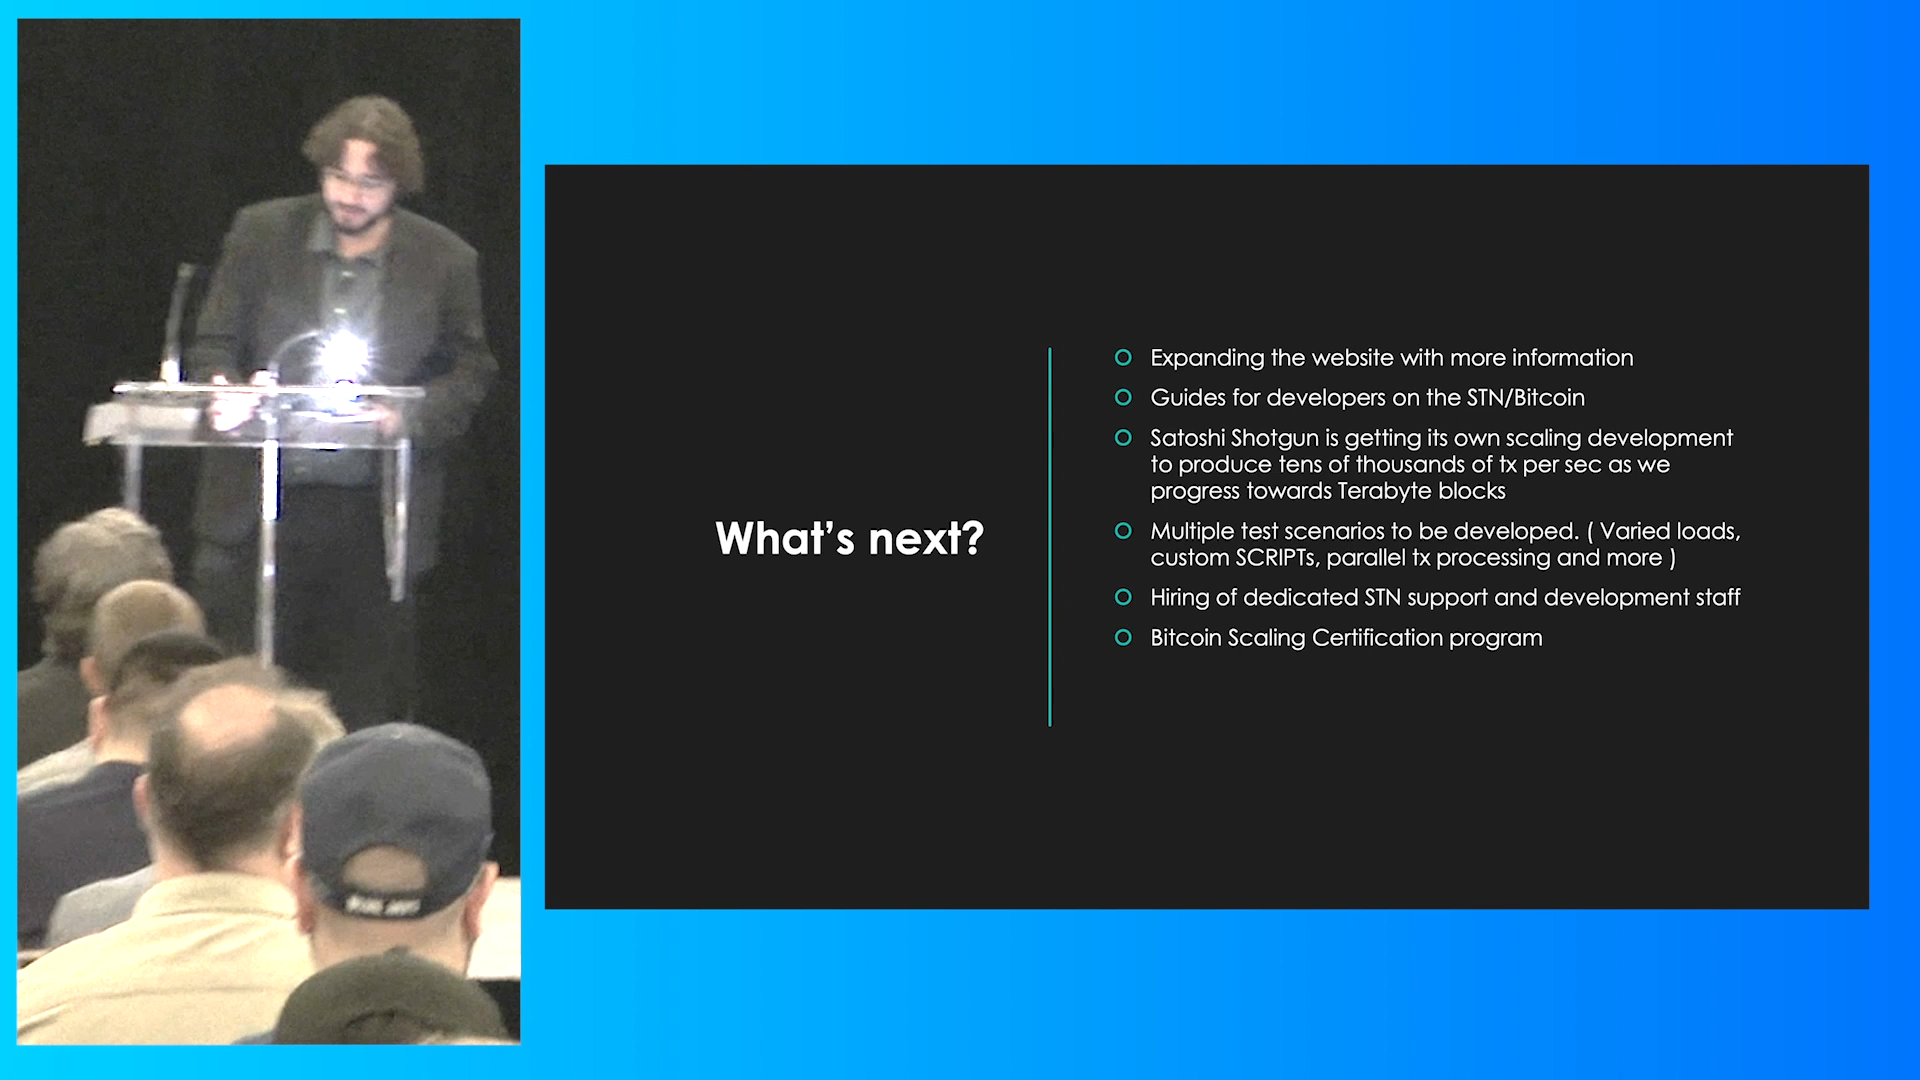 What's next?
Expanding the website with more information
Guides for developers on the STN/Bitcoin
Satoshi Shotgun is getting its own scaling development
to produce tens of thousands of tx per sec as we
progress towards Terabyte blocks
Multiple test scenarios to be developed. ( Varied loads,
custom SCRIPTs, parallel tx processing and more )
Hiring of dedicated STN support and development staff
Bitcoin Scaling Certification program